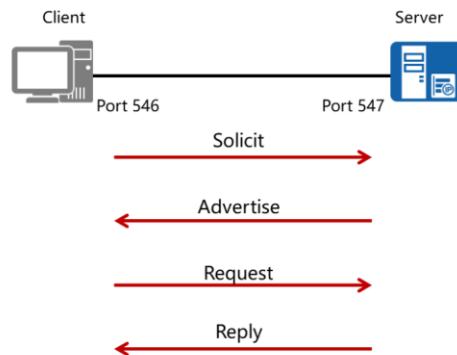 Client
Server
Port 546
Port 547
Solicit
Advertise
Request
Reply